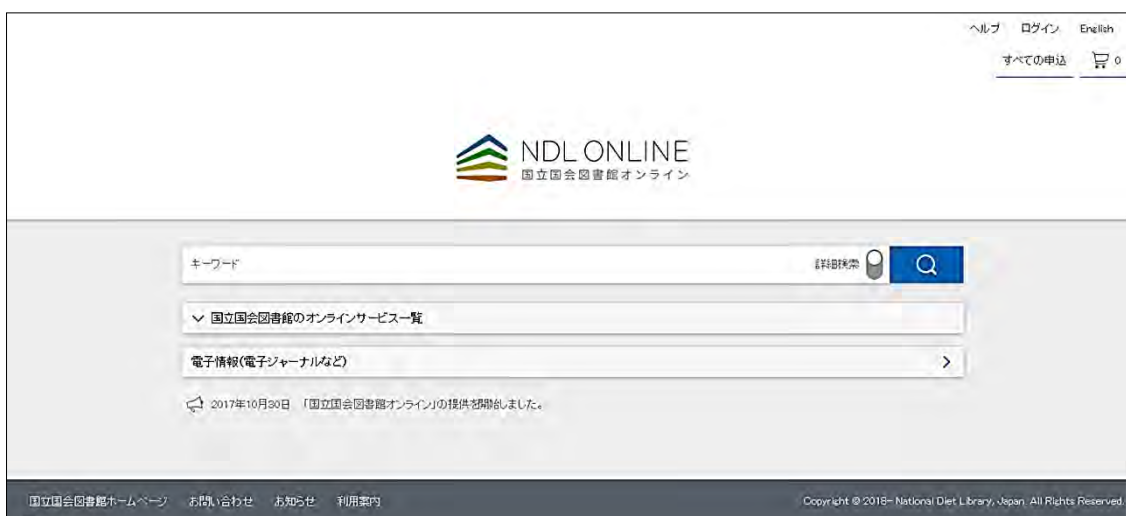 ヘルプ ログイン English
すべての申込 0
NDL ONLINE
国立国会図書館オンライン
キーワード 詳細検索
国立国会図書館のオンラインサービス一覧
電子情報(電子ジャーナルなど)
2017年10月30日 「国立国会図書館オンライン」の提供を開始しました。
国立国会図書館ホームページ お問い合わせ お知らせ 利用案内 Copyright © 2018- National Diet Library, Japan. All Rights Reserved.